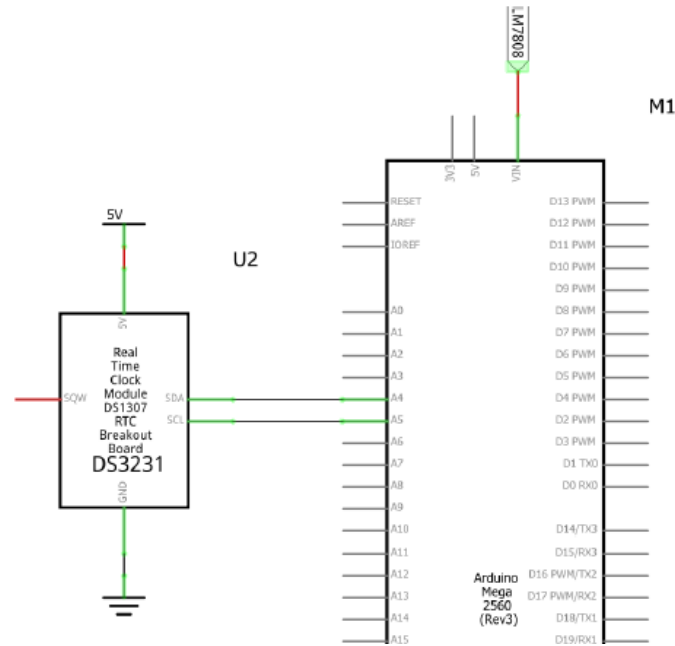 LM7808
M1
3V3
5V
VIN
RESET
AREF
IOREF
A0
A1
A2
A3
A4
A5
A6
A7
A8
A9
A10
A11
A12
A13
A14
A15
D13 PWM
D12 PWM
D11 PWM
D10 PWM
D9 PWM
D8 PWM
D7 PWM
D6 PWM
D5 PWM
D4 PWM
D2 PWM
D3 PWM
D1 TX0
D0 RX0
D14/TX3
D15/RX3
D16 PWM/TX2
D17 PWM/RX2
D18/TX1
D19/RX1
Arduino
Mega
2560
(Rev3)
5V
U2
5V
Real
Time
Clock
Module
DS1307
RTC
Breakout
Board
DS3231
SQW
SDA
SCL
GND